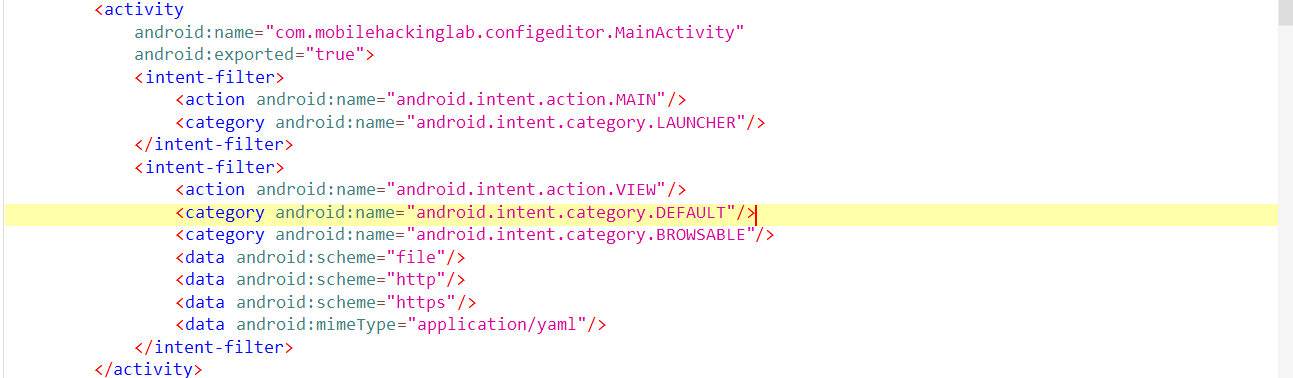 <activity
android:name="com.mobilehackinglab.configeditor.MainActivity"
android:exported="true">
<intent-filter>
<action android:name="android.intent.action.MAIN"/>
<category android:name="android.intent.category.LAUNCHER"/>
</intent-filter>
<intent-filter>
<action android:name="android.intent.action.VIEW"/>
<category android:name="android.intent.category.DEFAULT"/>
<category android:name="android.intent.category.BROWSABLE"/>
<data android:scheme="file"/>
<data android:scheme="http"/>
<data android:scheme="https"/>
<data android:mimeType="application/yaml"/>
</intent-filter>
</activity>